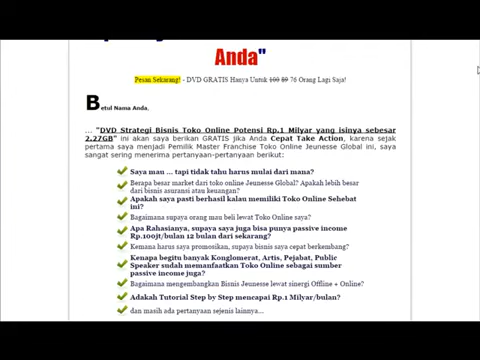 Anda"
Pesan Sekarang! - DVD GRATIS Hanya Untuk 100 89 76 Orang Lagi Saja!
Betul Nama Anda,
... "DVD Strategi Bisnis Toko Online Potensi Rp.1 Milyar yang isinya sebesar
2,27GB" ini akan saya berikan GRATIS jika Anda Cepat Take Action, karena sejak
pertama saya menjadi Pemilik Master Franchise Toko Online Jeunesse Global ini, saya
sangat sering menerima pertanyaan-pertanyaan berikut:
Saya mau ... tapi tidak tahu harus mulai dari mana?
Berapa besar market dari toko online Jeunesse Global? Apakah lebih besar
dari bisnis asuransi atau keuangan?
Apakah saya pasti berhasil kalau memiliki Toko Online Sehebat
ini?
Bagaimana supaya orang mau beli lewat Toko Online saya?
Apa Rahasianya, supaya saya juga bisa punya passive income
Rp.100jt/bulan 12 bulan dari sekarang?
Kemana harus saya promosikan, supaya bisnis saya cepat berkembang?
Kenapa begitu banyak Konglomerat, Artis, Pejabat, Public
Speaker sudah memanfaatkan Toko Online sebagai sumber
passive income juga?
Bagaimana mengembangkan Bisnis Jeunesse lewat sinergi Offline + Online?
Adakah Tutorial Step by Step mencapai Rp.1 Milyar/bulan?
dan masih ada pertanyaan sejenis lainnya...